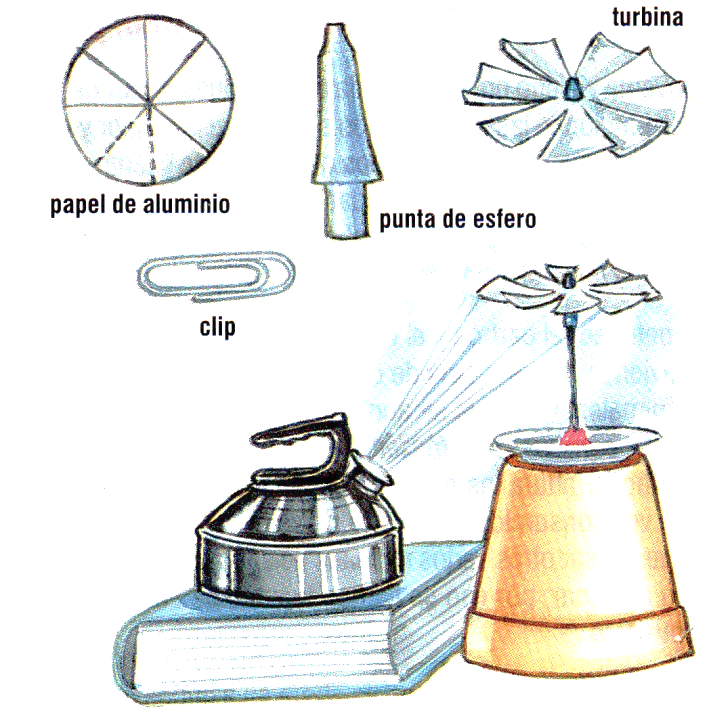 turbina
papel de aluminio
punta de esfero
clip